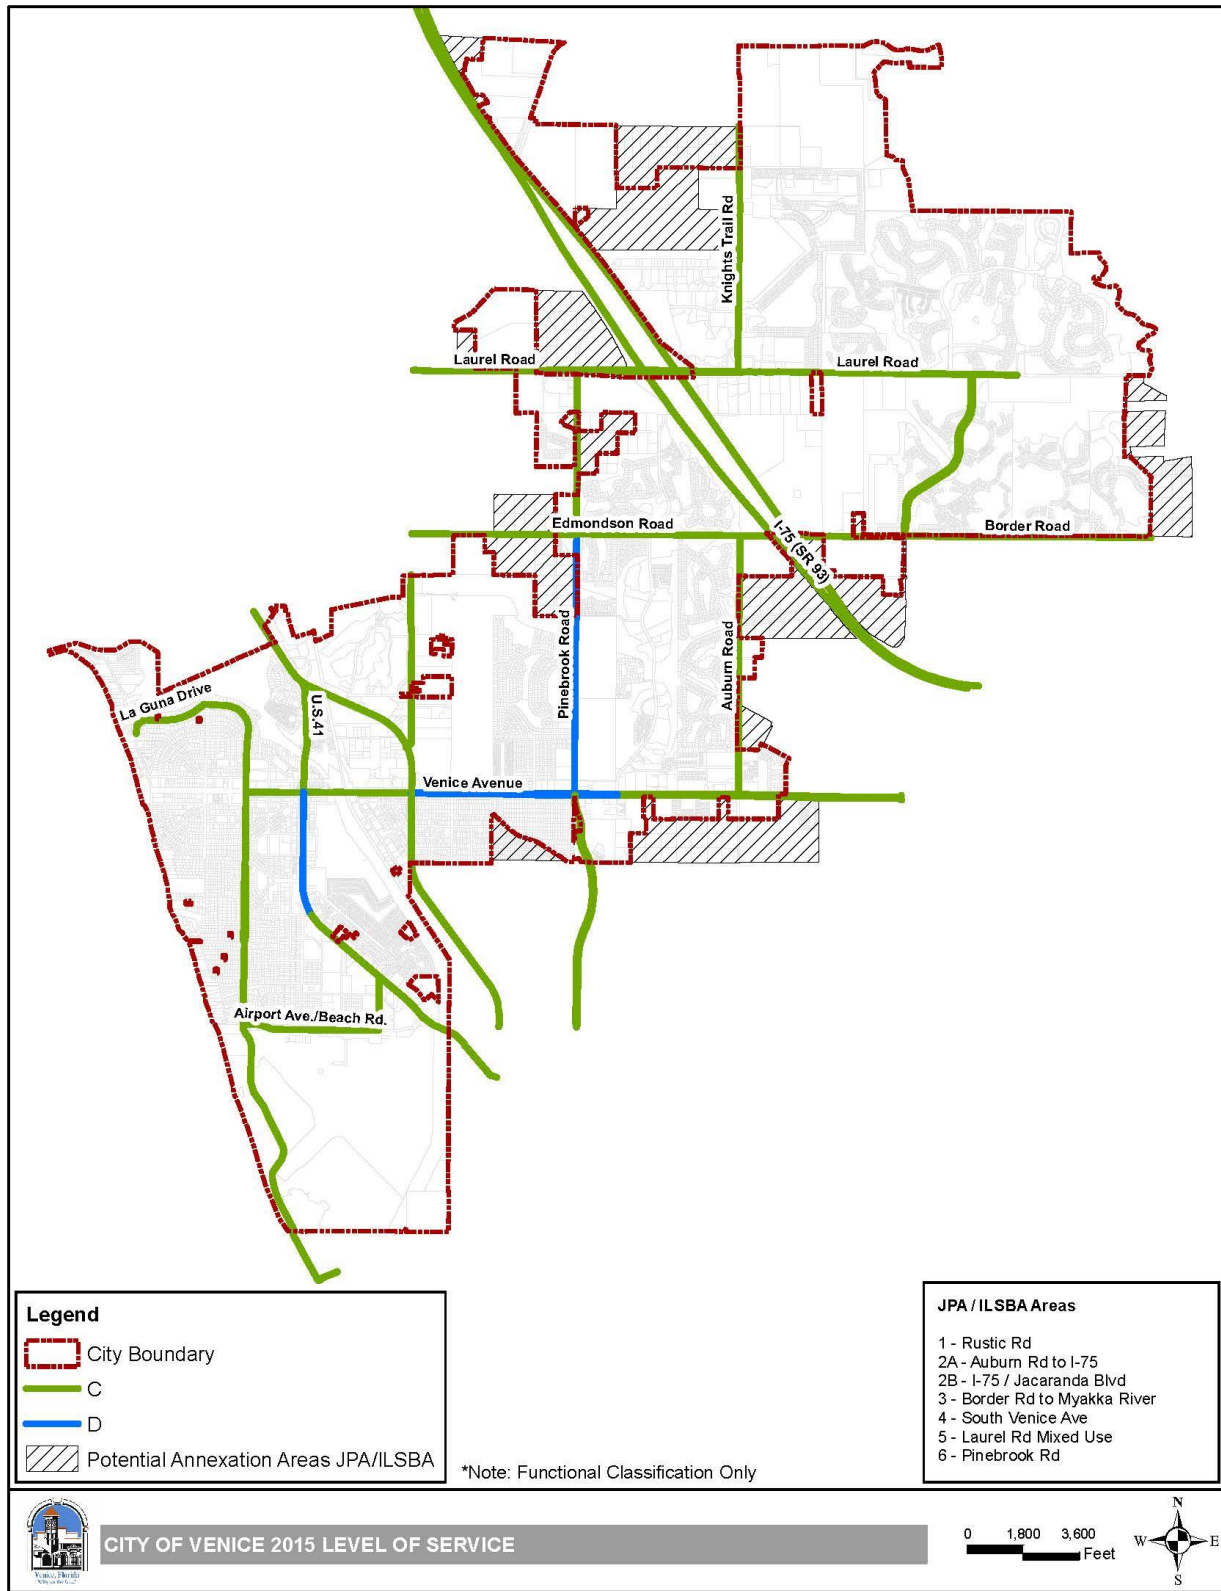 Knights Trail Rd
Laurel Road
Laurel Road
Edmondson Road
Border Road
I-75 (SR 93)
Pinebrook Road
Auburn Road
La Guna Drive
U.S.41
Venice Avenue
Airport Ave./Beach Rd.
Legend
City Boundary
C
D
Potential Annexation Areas JPA/ILSBA
*Note: Functional Classification Only
JPA / ILSBA Areas
1 - Rustic Rd
2A - Auburn Rd to I-75
2B - I-75 / Jacaranda Blvd
3 - Border Rd to Myakka River
4 - South Venice Ave
5 - Laurel Rd Mixed Use
6 - Pinebrook Rd
Venice, Florida
CITY OF VENICE 2015 LEVEL OF SERVICE
0 1,800 3,600
Feet
N
W E
S